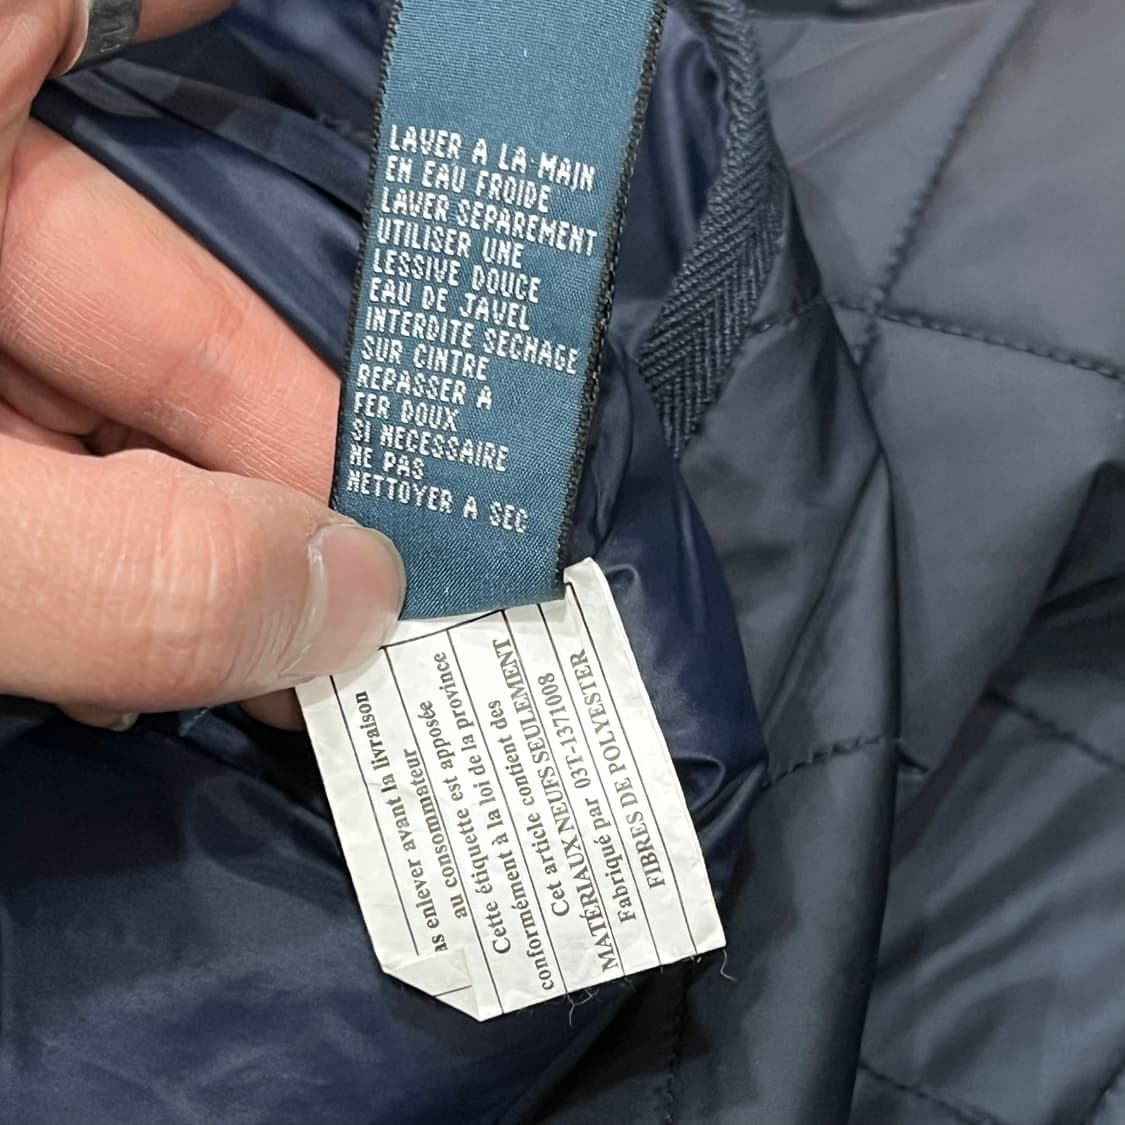 LAVER A LA MAIN
EN EAU FROIDE
LAVER SEPAREMENT
UTILISER UNE
LESSIVE DOUCE
EAU DE JAVEL
INTERDITE SECHAGE
SUR CINTRE
REPASSER A
FER DOUX
SI NECESSAIRE
NE PAS
NETTOYER A SEC
as enlever avant la livraison
au consommateur
Cette étiquette est apposée
conformément à la loi de la province
Cet article contient des
MATÉRIAUX NEUFS SEULEMENT
Fabriqué par 03T-1371008
FIBRES DE POLYESTER